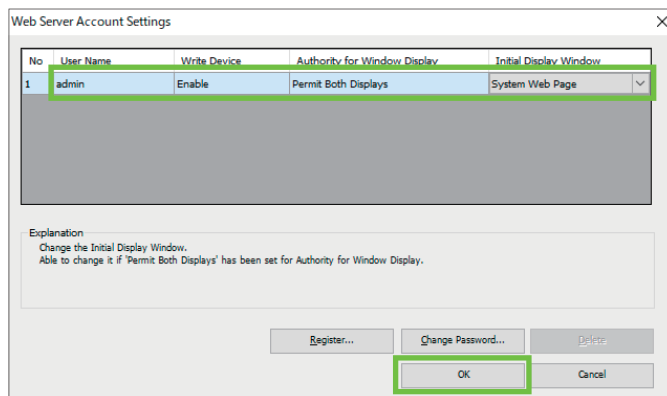 Web Server Account Settings
No User Name Write Device Authority for Window Display Initial Display Window
1 admin Enable Permit Both Displays System Web Page
Explanation
Change the Initial Display Window.
Able to change it if 'Permit Both Displays' has been set for Authority for Window Display.
Register... Change Password... Delete
OK Cancel